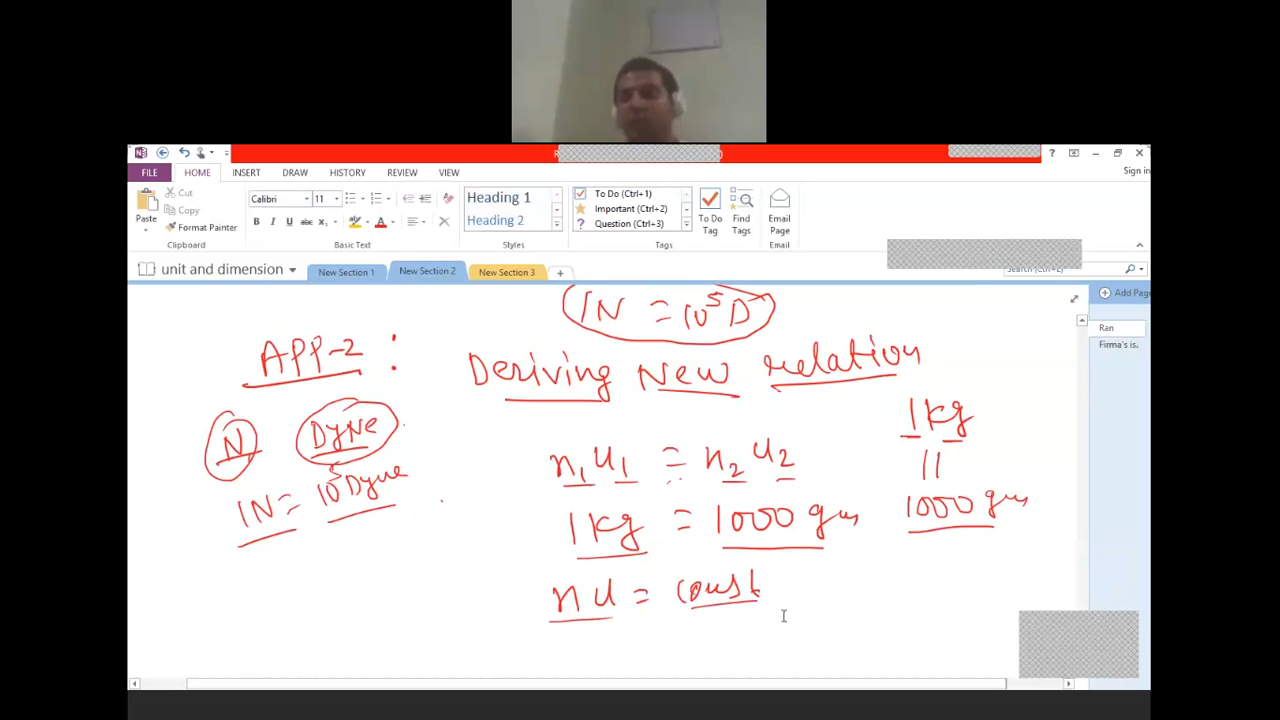 R )
FILE HOME INSERT DRAW HISTORY REVIEW VIEW
Sign in
Paste
Cut
Copy
Format Painter
Clipboard
Calibri 11
B I U abc X₂
Basic Text
Heading 1
Heading 2
Styles
To Do (Ctrl+1)
Important (Ctrl+2)
Question (Ctrl+3)
Tags
To Do Tag
Find Tags
Email Page
Email
unit and dimension
New Section 1 New Section 2 New Section 3
Add Page
Ran
Firma's is.
1N = 10⁵ D
APP-2 : Deriving New relation
N Dyne
1N = 10⁵ Dyne
n₁u₁ = n₂u₂
1kg = 1000 gm
nu = const
1kg
||
1000 gm